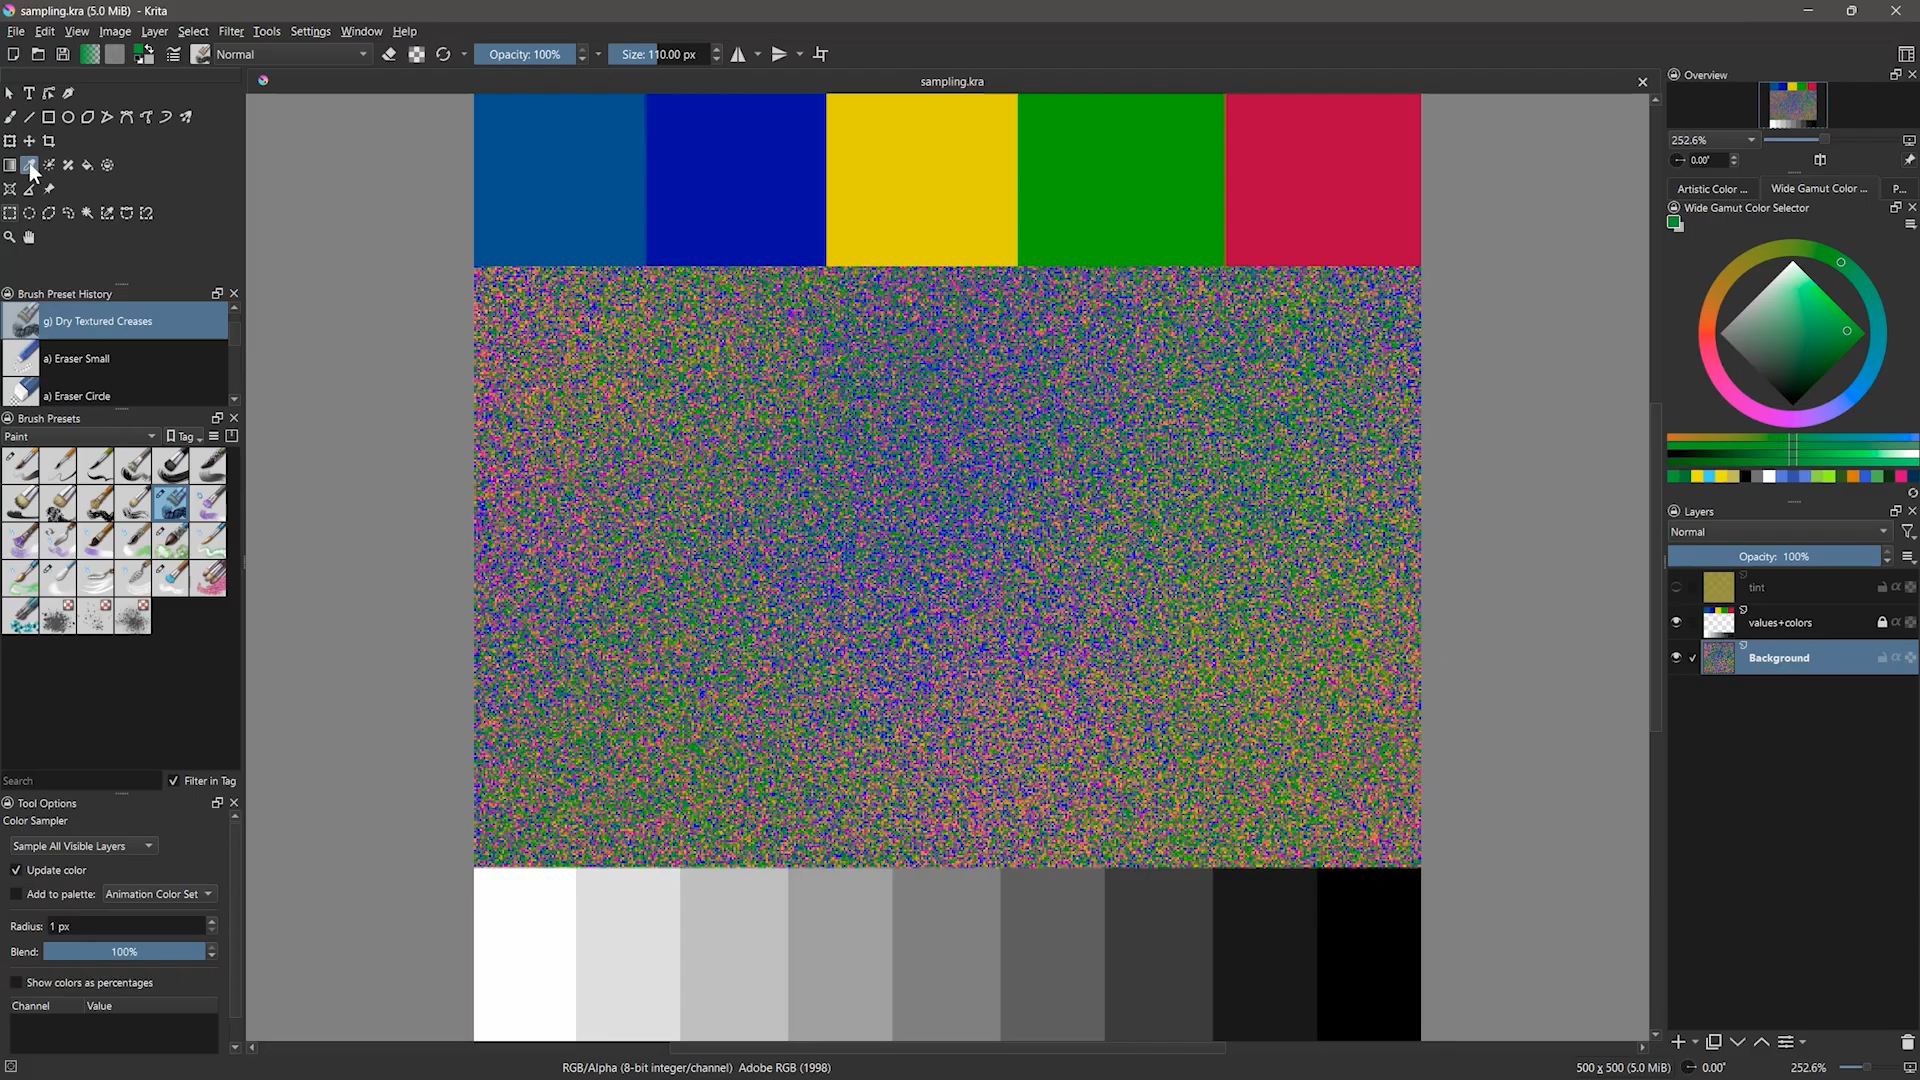 sampling.kra (5.0 MiB) - Krita
File Edit View Image Layer Select Filter Tools Settings Window Help
Normal Opacity: 100% Size: 110.00 px
sampling.kra
Overview
252.6%
0.00°
Artistic Color ... Wide Gamut Color ... P...
Wide Gamut Color Selector
Brush Preset History
g) Dry Textured Creases
a) Eraser Small
a) Eraser Circle
Brush Presets
Paint Tag
Search Filter in Tag
Tool Options
Color Sampler
Sample All Visible Layers
Update color
Add to palette: Animation Color Set
Radius: 1 px
Blend: 100%
Show colors as percentages
Channel Value
Layers
Normal
Opacity: 100%
tint
values+colors
Background
RGB/Alpha (8-bit integer/channel) Adobe RGB (1998)
500 x 500 (5.0 MiB) 0.00° 252.6%